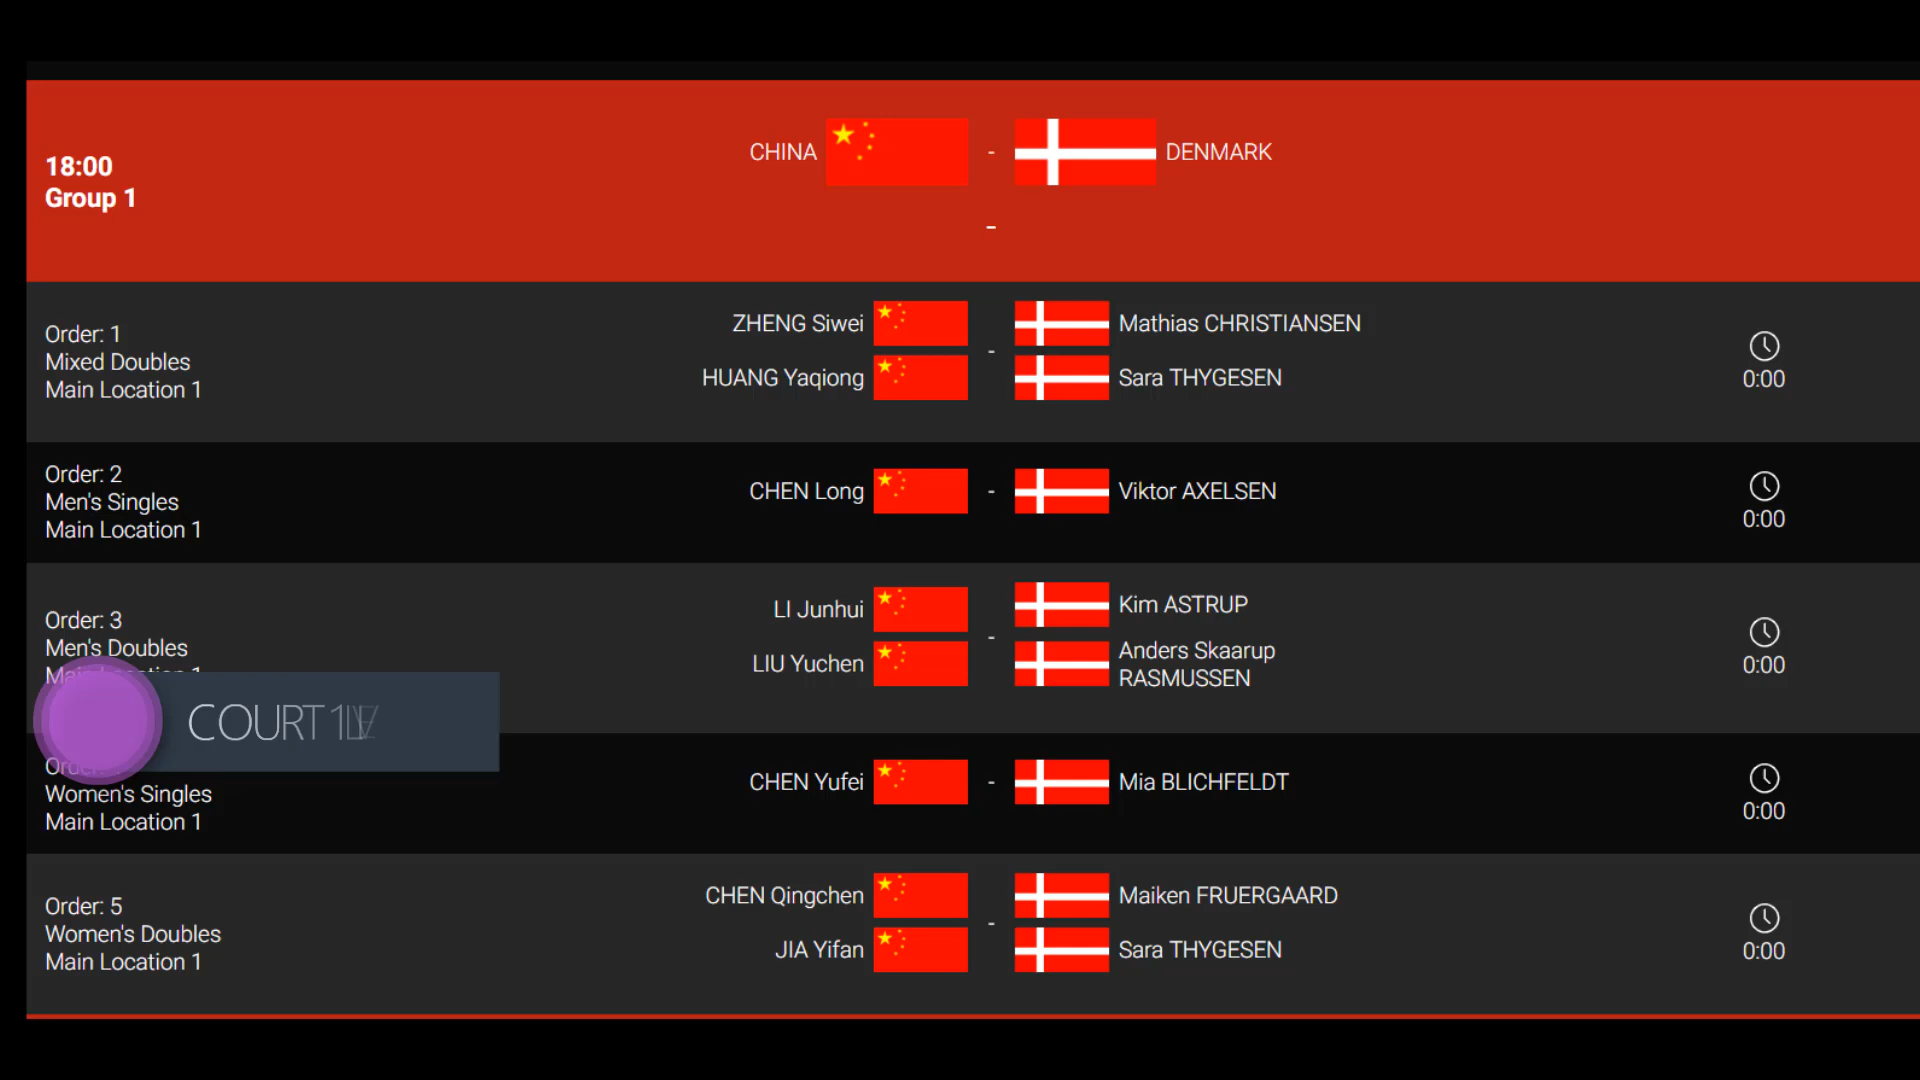 CHINA - DENMARK
18:00
Group 1
-
Order: 1
Mixed Doubles
Main Location 1
ZHENG Siwei
HUANG Yaqiong
-
Mathias CHRISTIANSEN
Sara THYGESEN
0:00
Order: 2
Men's Singles
Main Location 1
CHEN Long - Viktor AXELSEN
0:00
Order: 3
Men's Doubles
LI Junhui
LIU Yuchen
-
Kim ASTRUP
Anders Skaarup
RASMUSSEN
0:00
COURT 1
Women's Singles
Main Location 1
CHEN Yufei - Mia BLICHFELDT
0:00
Order: 5
Women's Doubles
Main Location 1
CHEN Qingchen
JIA Yifan
-
Maiken FRUERGAARD
Sara THYGESEN
0:00